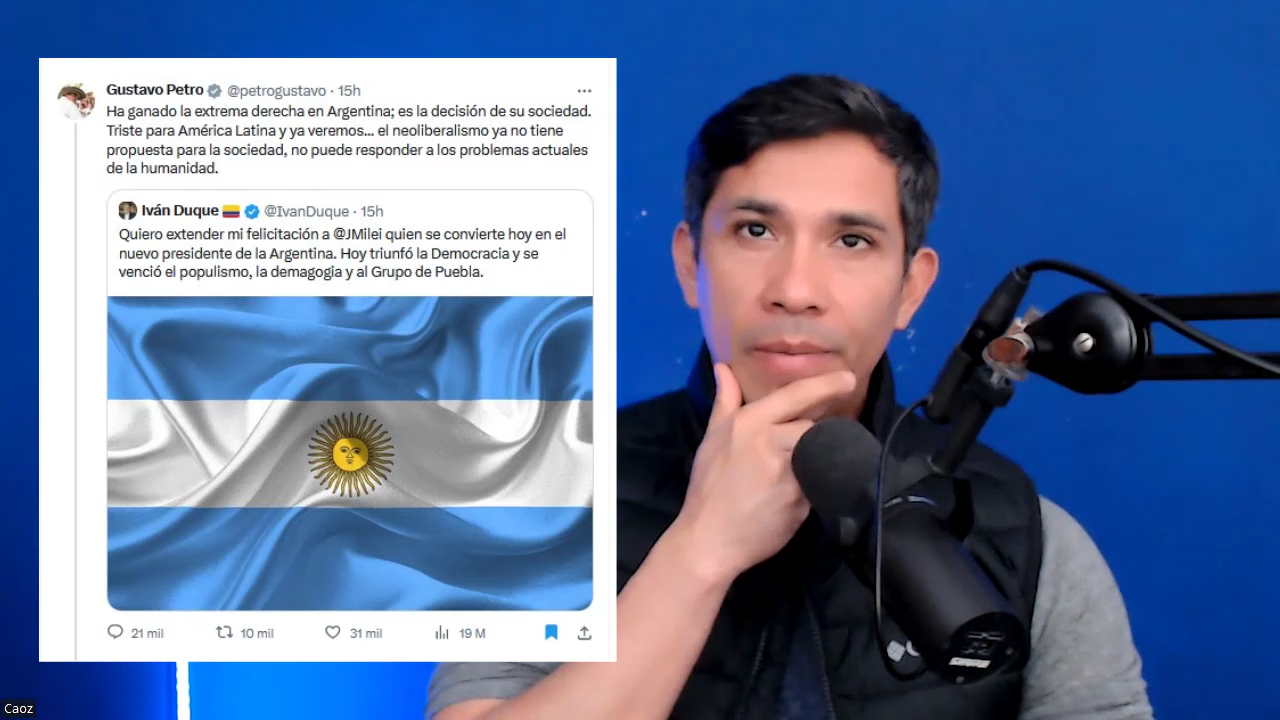 Gustavo Petro @petrogustavo · 15h
Ha ganado la extrema derecha en Argentina; es la decisión de su sociedad.
Triste para América Latina y ya veremos... el neoliberalismo ya no tiene
propuesta para la sociedad, no puede responder a los problemas actuales
de la humanidad.
Iván Duque @IvanDuque · 15h
Quiero extender mi felicitación a @JMilei quien se convierte hoy en el
nuevo presidente de la Argentina. Hoy triunfó la Democracia y se
venció el populismo, la demagogia y al Grupo de Puebla.
21 mil 10 mil 31 mil 19 M
SHURE
Caoz